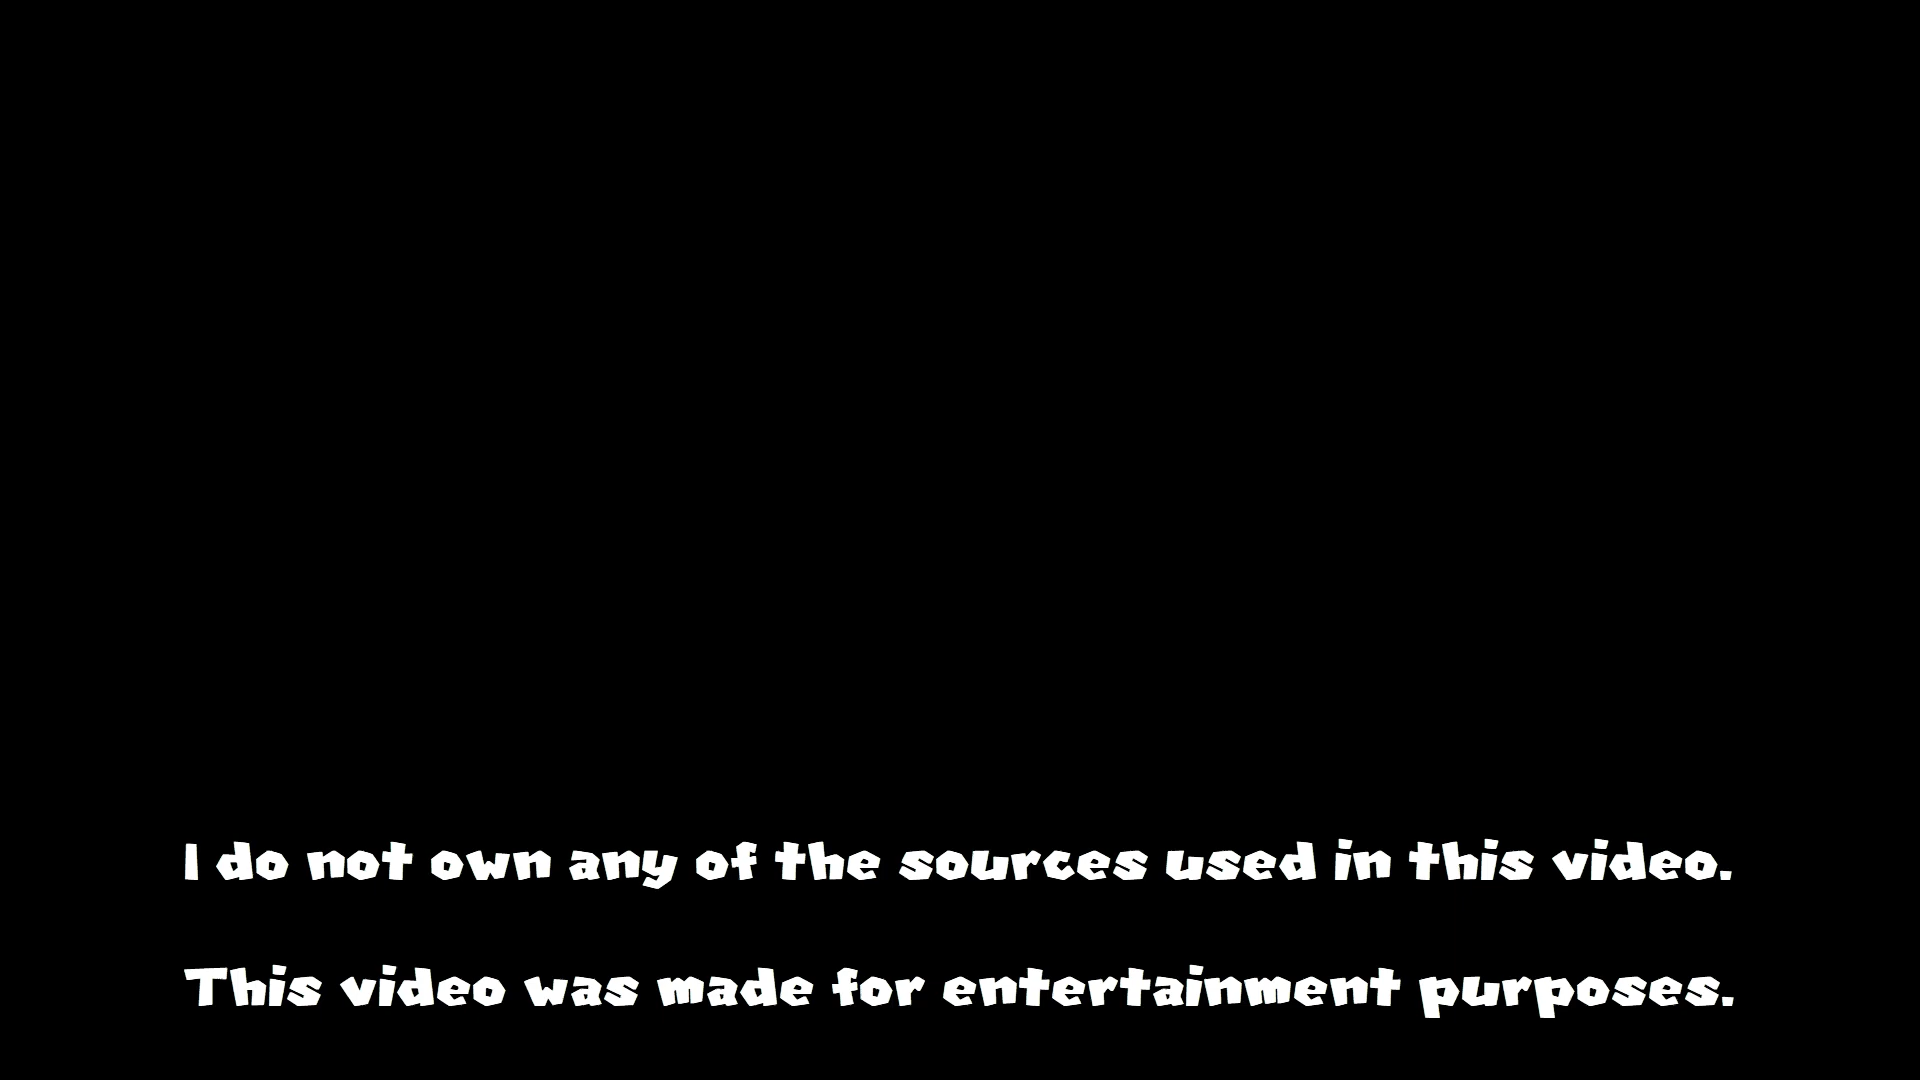 I do not own any of the sources used in this video.
This video was made for entertainment purposes.